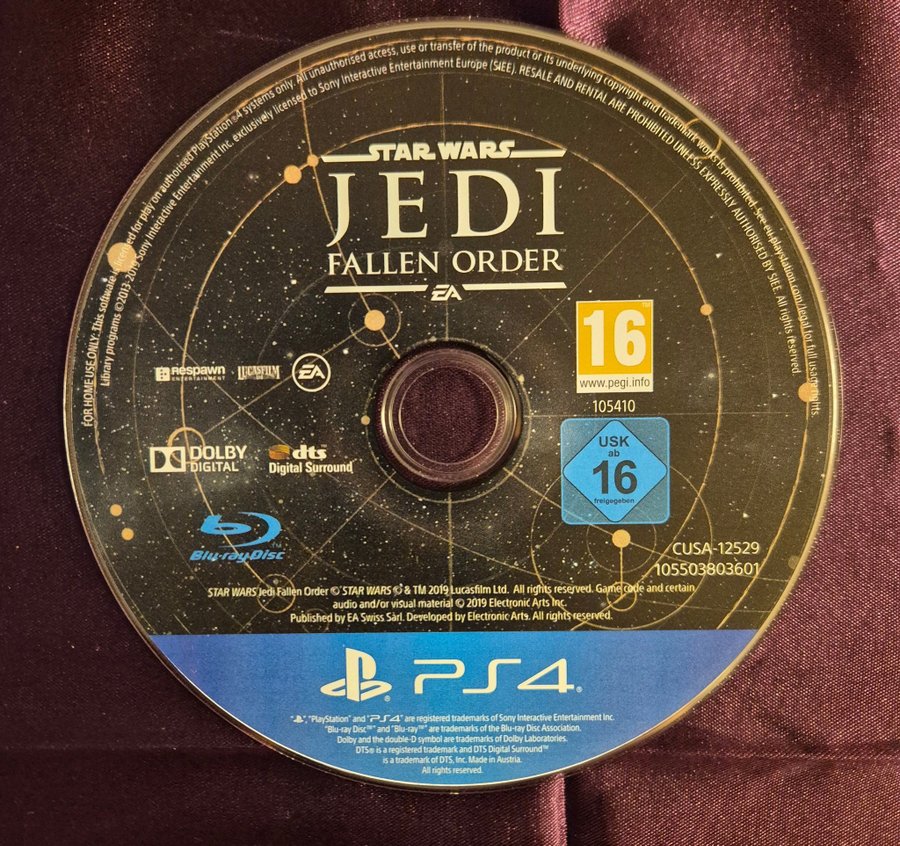 FOR HOME USE ONLY. This software is licensed for play on authorised PlayStation®4 systems only. All unauthorised access, use or transfer of the product or its underlying copyright and trademark works is prohibited. See eu.playstation.com/legal for full usage rights.
Library programs ©2013-2019 Sony Interactive Entertainment Inc. exclusively licensed to Sony Interactive Entertainment Europe (SIEE). RESALE AND RENTAL ARE PROHIBITED UNLESS EXPRESSLY AUTHORISED BY SIEE. All rights reserved.
STAR WARS
JEDI
FALLEN ORDER™
EA
16
www.pegi.info
105410
Respawn
ENTERTAINMENT
LUCASFILM
LTD
EA
DOLBY
DIGITAL™
dts
Digital Surround™
USK
ab
16
freigegeben
Blu-ray Disc™
CUSA-12529
105503803601
STAR WARS Jedi Fallen Order © STAR WARS © & TM 2019 Lucasfilm Ltd. All rights reserved. Game code and certain
audio and/or visual material © 2019 Electronic Arts Inc.
Published by EA Swiss Sàrl. Developed by Electronic Arts. All rights reserved.
PS4®
", "PlayStation" and "PS4" are registered trademarks of Sony Interactive Entertainment Inc.
"Blu-ray Disc™" and "Blu-ray™" are trademarks of the Blu-ray Disc Association.
Dolby and the double-D symbol are trademarks of Dolby Laboratories.
DTS® is a registered trademark and DTS Digital Surround™
is a trademark of DTS, Inc. Made in Austria.
All rights reserved.